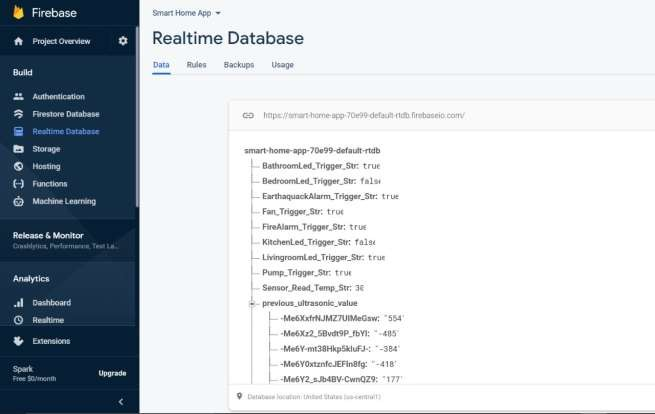 Firebase
Smart Home App
Project Overview
Realtime Database
Data Rules Backups Usage
Build
Authentication
Firestore Database
Realtime Database
Storage
Hosting
Functions
Machine Learning
Release & Monitor
Crashlytics, Performance, Test La...
Analytics
Dashboard
Realtime
Extensions
Spark
Free $0/month
Upgrade
https://smart-home-app-70e99-default-rtdb.firebaseio.com/
smart-home-app-70e99-default-rtdb
BathroomLed_Trigger_Str: true
BedroomLed_Trigger_Str: false
EarthaquackAlarm_Trigger_Str: true
Fan_Trigger_Str: true
FireAlarm_Trigger_Str: true
KitchenLed_Trigger_Str: false
LivingroomLed_Trigger_Str: true
Pump_Trigger_Str: true
Sensor_Read_Temp_Str: 30
previous_ultrasonic_value
-Me6XxfrNJMZ7UIMeGsw: "554"
-Me6Xz2_5Bvdt9P_fbYI: "-485"
-Me6Y-mt38Hkp5kIuFJ-: "-384"
-Me6Y0xtznfcJEFIn8fg: "-418"
-Me6Y2_sJb4BV-CwnQZ9: "177"
Database location: United States (us-central1)